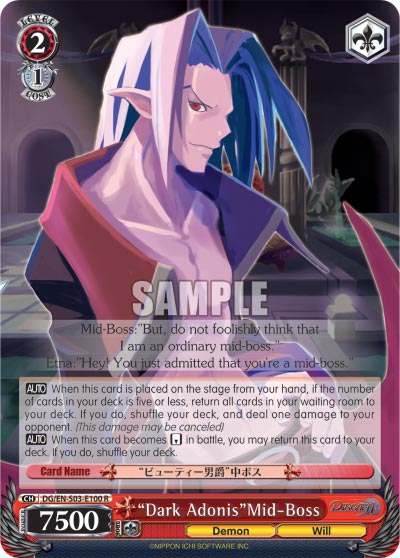 LEVEL
2
1
COST
SAMPLE
Mid-Boss:"But, do not foolishly think that
I am an ordinary mid-boss."
Etna:"Hey! You just admitted that you're a mid-boss."
AUTO When this card is placed on the stage from your hand, if the number
of cards in your deck is five or less, return all cards in your waiting room to
your deck. If you do, shuffle your deck, and deal one damage to your
opponent. (This damage may be canceled)
AUTO When this card becomes in battle, you may return this card to
your deck. If you do, shuffle your deck.
Card Name "ビューティー男爵"中ボス
CH DG/EN-S03-E100 R
POWER 7500 SOUL "Dark Adonis"Mid-Boss DISGAEA
Demon Will
©NIPPON ICHI SOFTWARE INC.